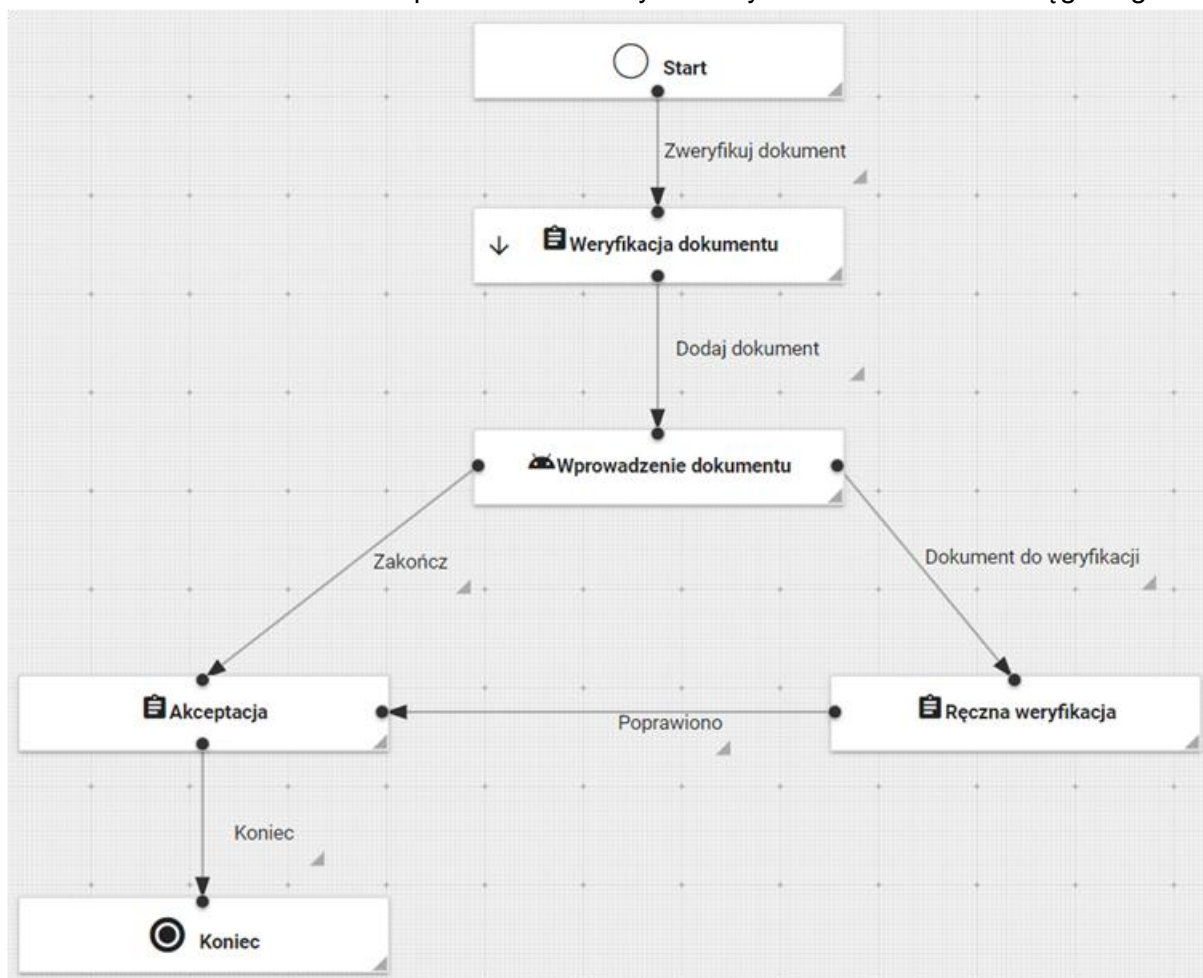 Start
Zweryfikuj dokument
Weryfikacja dokumentu
Dodaj dokument
Wprowadzenie dokumentu
Zakończ
Dokument do weryfikacji
Akceptacja
Poprawiono
Ręczna weryfikacja
Koniec
Koniec